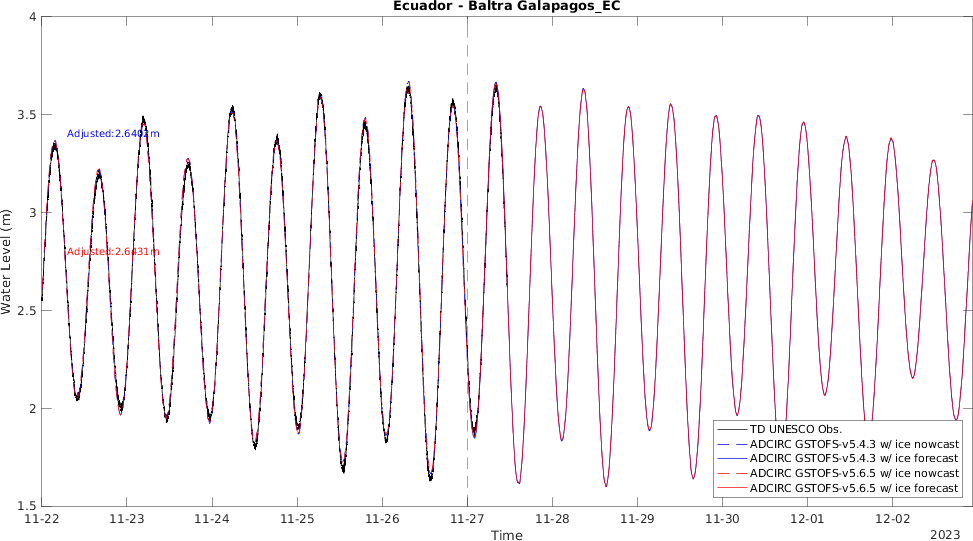 Ecuador - Baltra Galapagos_EC
4
3.5
3
2.5
2
1.5
Water Level (m)
Adjusted:2.6402m
Adjusted:2.6431m
TD UNESCO Obs.
ADCIRC GSTOFS-v5.4.3 w/ ice nowcast
ADCIRC GSTOFS-v5.4.3 w/ ice forecast
ADCIRC GSTOFS-v5.6.5 w/ ice nowcast
ADCIRC GSTOFS-v5.6.5 w/ ice forecast
11-22 11-23 11-24 11-25 11-26 11-27 11-28 11-29 11-30 12-01 12-02
Time
2023